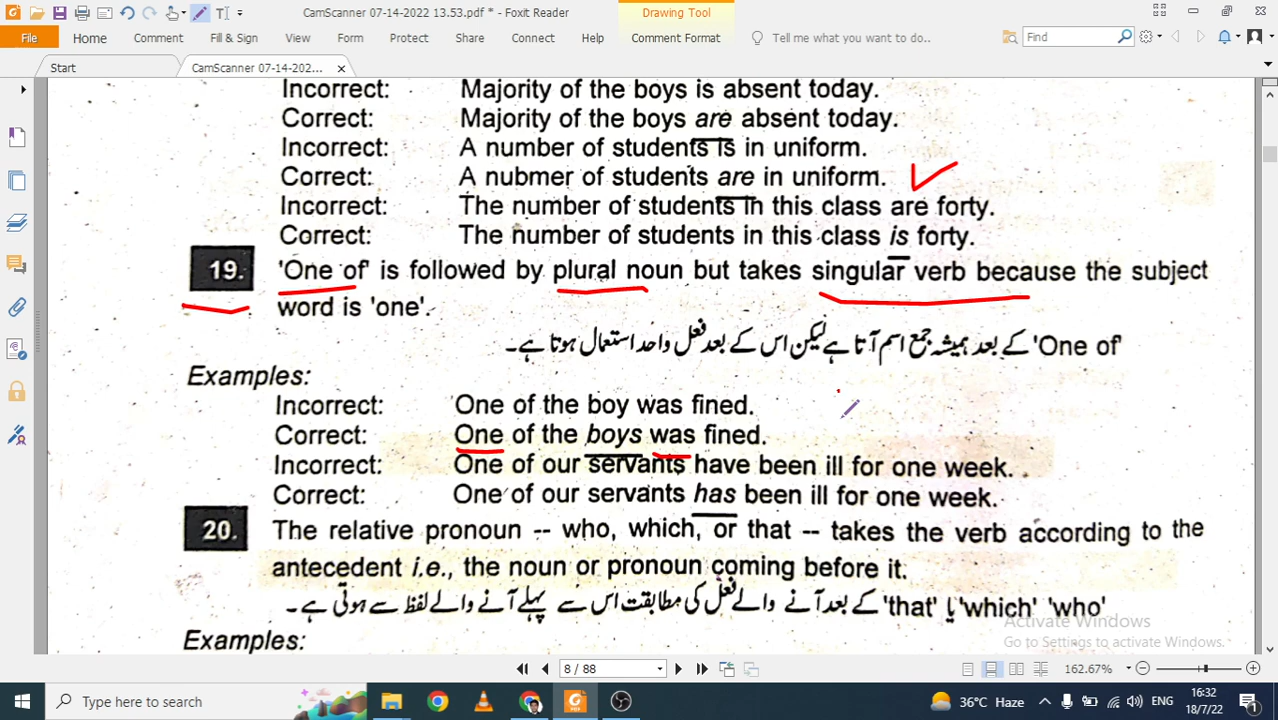 CamScanner 07-14-2022 13.53.pdf * - Foxit Reader
Drawing Tool
File Home Comment Fill & Sign View Form Protect Share Connect Help Comment Format Tell me what you want to do.. Find
Start CamScanner 07-14-202...
Incorrect: Majority of the boys is absent today.
Correct: Majority of the boys are absent today.
Incorrect: A number of students is in uniform.
Correct: A nubmer of students are in uniform.
Incorrect: The number of students in this class are forty.
Correct: The number of students in this class is forty.
19. 'One of' is followed by plural noun but takes singular verb because the subject
word is 'one'.
'One of' کے بعد ہمیشہ جمع اسم آتا ہے لیکن اس کے بعد فعل واحد استعمال ہوتا ہے۔
Examples:
Incorrect: One of the boy was fined.
Correct: One of the boys was fined.
Incorrect: One of our servants have been ill for one week.
Correct: One of our servants has been ill for one week.
20. The relative pronoun -- who, which, or that -- takes the verb according to the
antecedent i.e., the noun or pronoun coming before it.
'who' 'which' یا 'that' کے بعد آنے والے فعل کی مطابقت اس سے پہلے آنے والے لفظ سے ہوتی ہے۔
Examples:
Activate Windows
Go to Settings to activate Windows.
8 / 88 162.67%
Type here to search
36°C Haze ENG 16:32
18/7/22